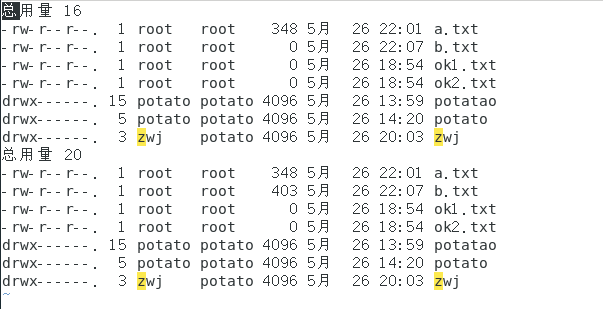 总用量 16
-rw-r--r--.  1 root   root    348 5月  26 22:01 a.txt
-rw-r--r--.  1 root   root      0 5月  26 22:07 b.txt
-rw-r--r--.  1 root   root      0 5月  26 18:54 ok1.txt
-rw-r--r--.  1 root   root      0 5月  26 18:54 ok2.txt
drwx------. 15 potato potato 4096 5月  26 13:59 potatao
drwx------.  5 potato potato 4096 5月  26 14:20 potato
drwx------.  3 zwj    potato 4096 5月  26 20:03 zwj
总用量 20
-rw-r--r--.  1 root   root    348 5月  26 22:01 a.txt
-rw-r--r--.  1 root   root    403 5月  26 22:07 b.txt
-rw-r--r--.  1 root   root      0 5月  26 18:54 ok1.txt
-rw-r--r--.  1 root   root      0 5月  26 18:54 ok2.txt
drwx------. 15 potato potato 4096 5月  26 13:59 potatao
drwx------.  5 potato potato 4096 5月  26 14:20 potato
drwx------.  3 zwj    potato 4096 5月  26 20:03 zwj
~